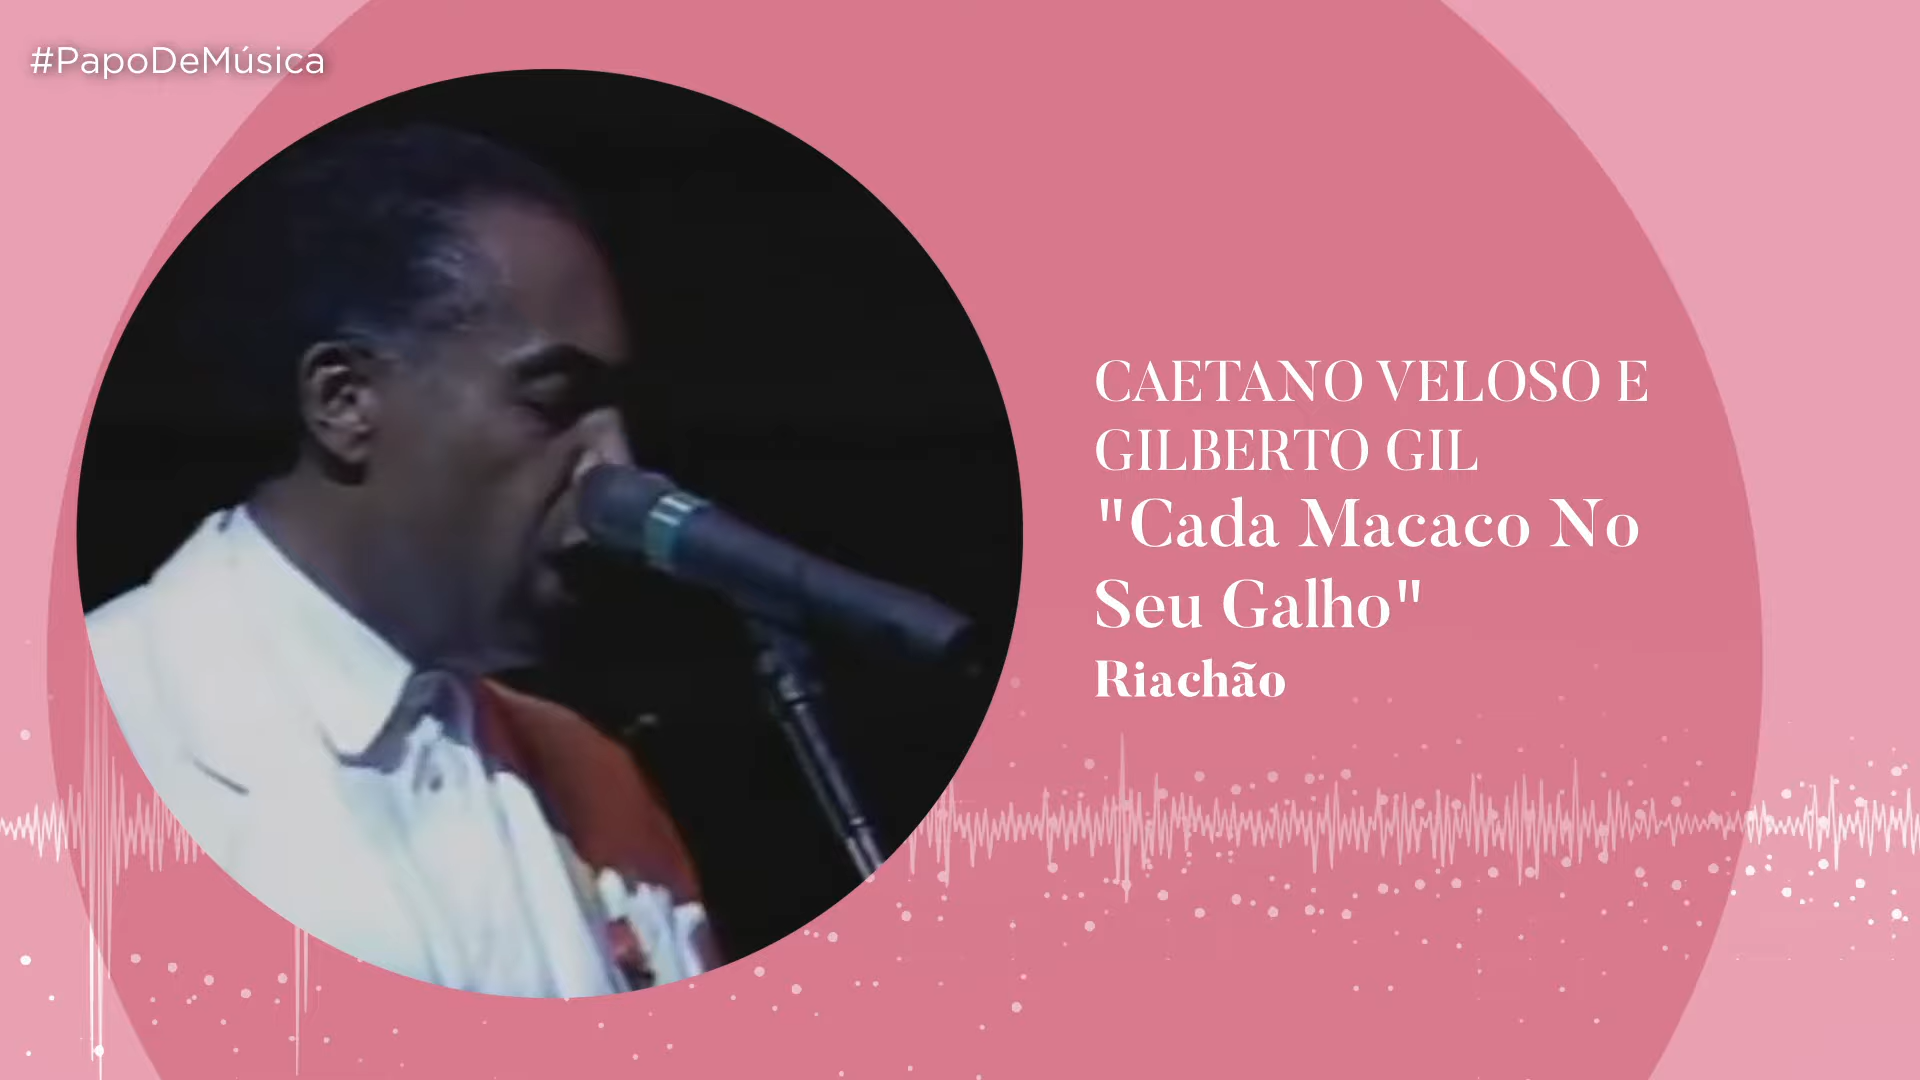 #PapoDeMúsica
CAETANO VELOSO E
GILBERTO GIL
"Cada Macaco No
Seu Galho"
Riachão